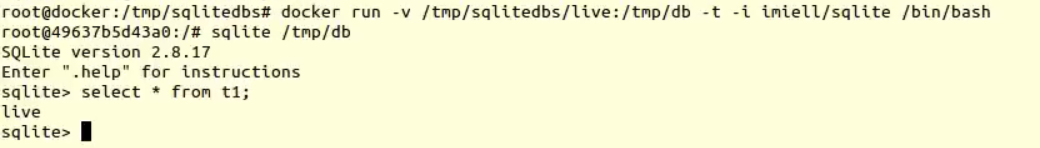 root@docker:/tmp/sqlitedbs# docker run -v /tmp/sqlitedbs/live:/tmp/db -t -i imiell/sqlite /bin/bash
root@49637b5d43a0:/# sqlite /tmp/db
SQLite version 2.8.17
Enter ".help" for instructions
sqlite> select * from t1;
live
sqlite>